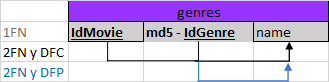 genres
1FN IdMovie md5 - IdGenre name
2FN y DFC
2FN y DFP